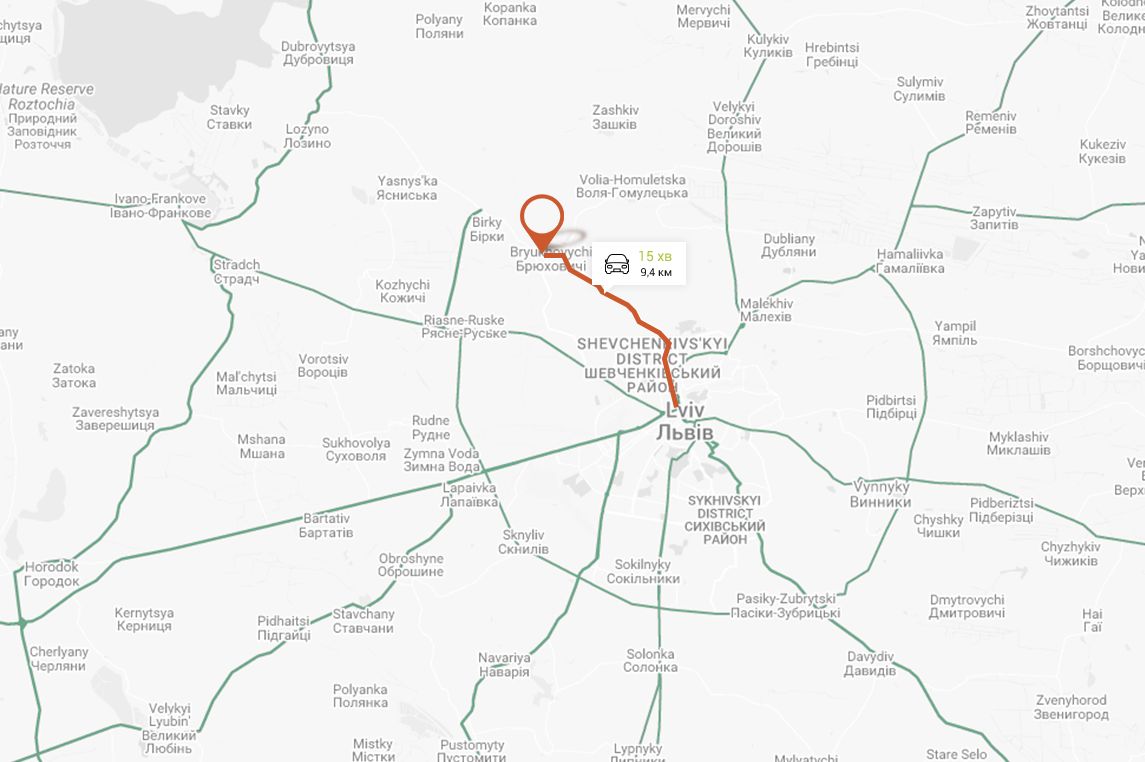 Kopanka
Копанка
Polyany
Поляни
Mervychi
Мервичі
Zhovtantsi
Жовтанці
Dubrovytsya
Дубровиця
Kulykiv
Куликів
Hrebintsi
Гребінці
Nature Reserve
Roztochia
Природний
Заповідник
Розточчя
Stavky
Ставки
Lozyno
Лозино
Zashkiv
Зашків
Velykyi
Doroshiv
Великий
Дорошів
Sulymiv
Сулимів
Remeniv
Ременів
Kukeziv
Кукезів
Ivano-Frankove
Івано-Франкове
Yasnys'ka
Ясниська
Volia-Homuletska
Воля-Гомулецька
Birky
Бірки
Bryukhovychi
Брюховичі
15 хв
9,4 км
Dubliany
Дубляни
Zapytiv
Запитів
Hamaliivka
Гамаліївка
Stradch
Страдч
Kozhychi
Кожичі
Riasne-Ruske
Рясне-Руське
Malekhiv
Малехів
SHEVCHENKIVS'KYI
DISTRICT
ШЕВЧЕНКІВСЬКИЙ
РАЙОН
Yampil
Ямпіль
Borshchovyc
Борщовичі
Zatoka
Затока
Vorotsiv
Вороців
Mal'chytsi
Мальчиці
Zavereshytsya
Заверешиця
Rudne
Рудне
Lviv
Львів
Pidbirtsi
Підбірці
Mshana
Мшана
Sukhovolya
Суховоля
Zymna Voda
Зимна Вода
Myklashiv
Миклашів
Lapaivka
Лапаївка
Vynnyky
Винники
SYKHIVSKYI
DISTRICT
СИХІВСЬКИЙ
РАЙОН
Pidberiztsi
Підберізці
Chyshky
Чишки
Bartativ
Бартатів
Sknyliv
Скнилів
Chyzhykiv
Чижиків
Horodok
Городок
Obroshyne
Оброшине
Sokilnyky
Сокільники
Pasiky-Zubrytski
Пасіки-Зубрицькі
Dmytrovychi
Дмитровичі
Hai
Гаї
Kernytsya
Керниця
Pidhaitsi
Підгайці
Stavchany
Ставчани
Cherlyany
Черляни
Navariya
Наварія
Solonka
Солонка
Davydiv
Давидів
Polyanka
Полянка
Zvenyhorod
Звенигород
Velykyi
Lyubin'
Великий
Любінь
Mistky
Містки
Pustomyty
Пустомити
Lypnyky
Липники
Stare Selo